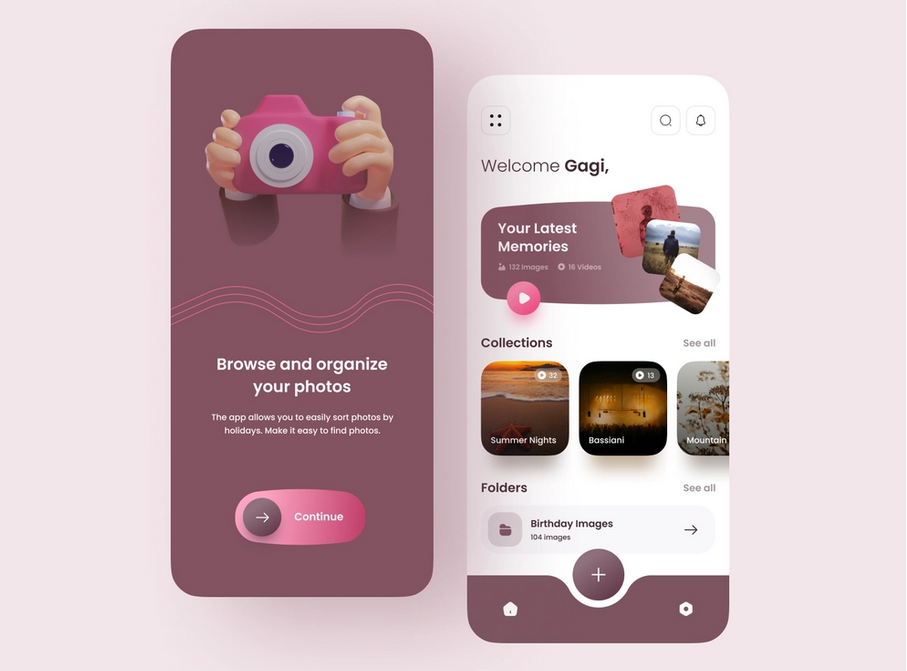 Browse and organize
your photos
The app allows you to easily sort photos by
holidays. Make it easy to find photos.
Continue
Welcome Gagi,
Your Latest
Memories
132 Images 16 Videos
Collections See all
32
13
Summer Nights
Bassiani
Mountain
Folders See all
Birthday Images
104 images